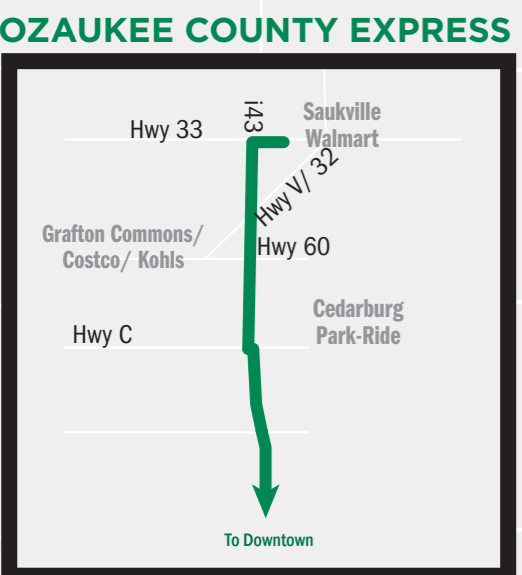 OZAUKEE COUNTY EXPRESS
i43
Saukville
Walmart
Hwy 33
Hwy V/ 32
Grafton Commons/
Costco/ Kohls
Hwy 60
Cedarburg
Park-Ride
Hwy C
To Downtown